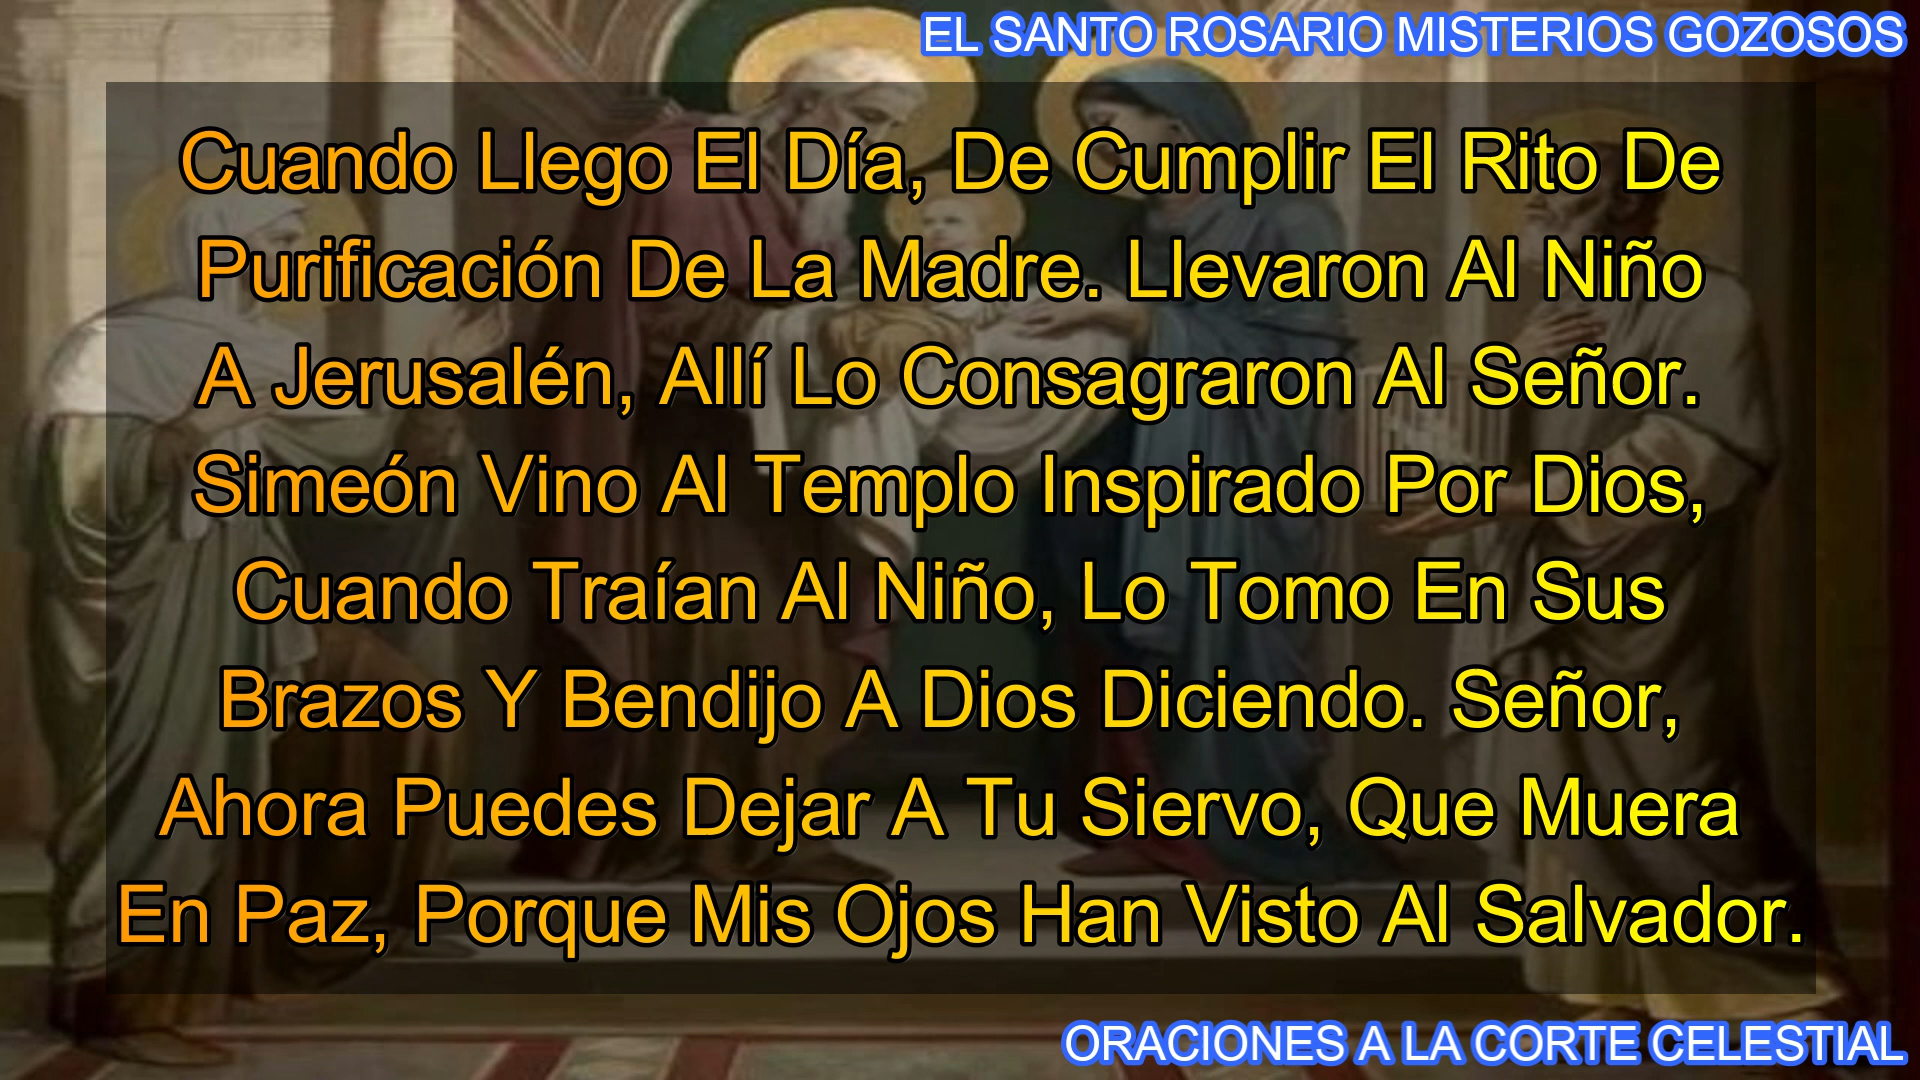 EL SANTO ROSARIO MISTERIOS GOZOSOS
Cuando Llego El Día, De Cumplir El Rito De
Purificación De La Madre. Llevaron Al Niño
A Jerusalén, Allí Lo Consagraron Al Señor.
Simeón Vino Al Templo Inspirado Por Dios,
Cuando Traían Al Niño, Lo Tomo En Sus
Brazos Y Bendijo A Dios Diciendo. Señor,
Ahora Puedes Dejar A Tu Siervo, Que Muera
En Paz, Porque Mis Ojos Han Visto Al Salvador.
ORACIONES A LA CORTE CELESTIAL